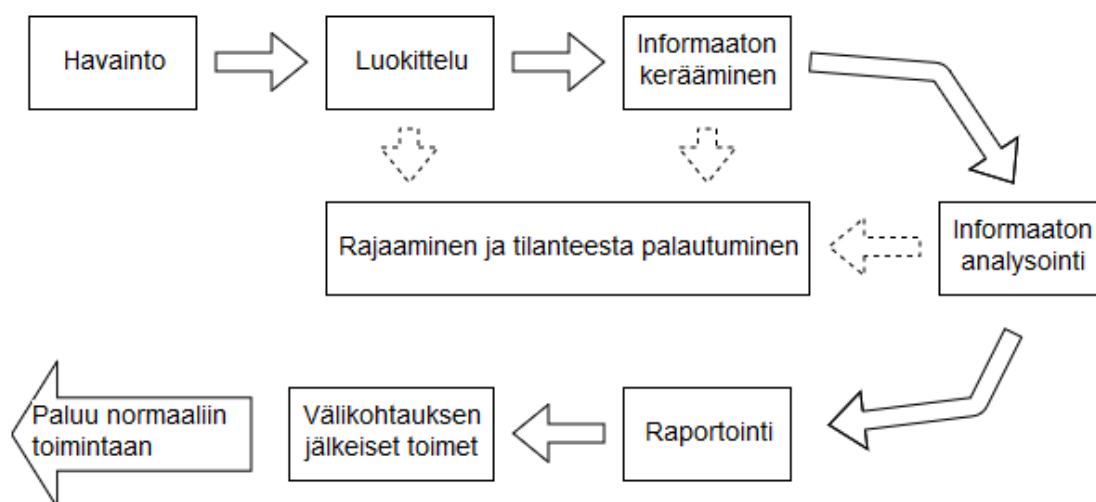 Havainto
Luokittelu
Informaaton
kerääminen
Rajaaminen ja tilanteesta palautuminen
Informaaton
analysointi
Raportointi
Välikohtauksen
jälkeiset toimet
Paluu normaaliin
toimintaan